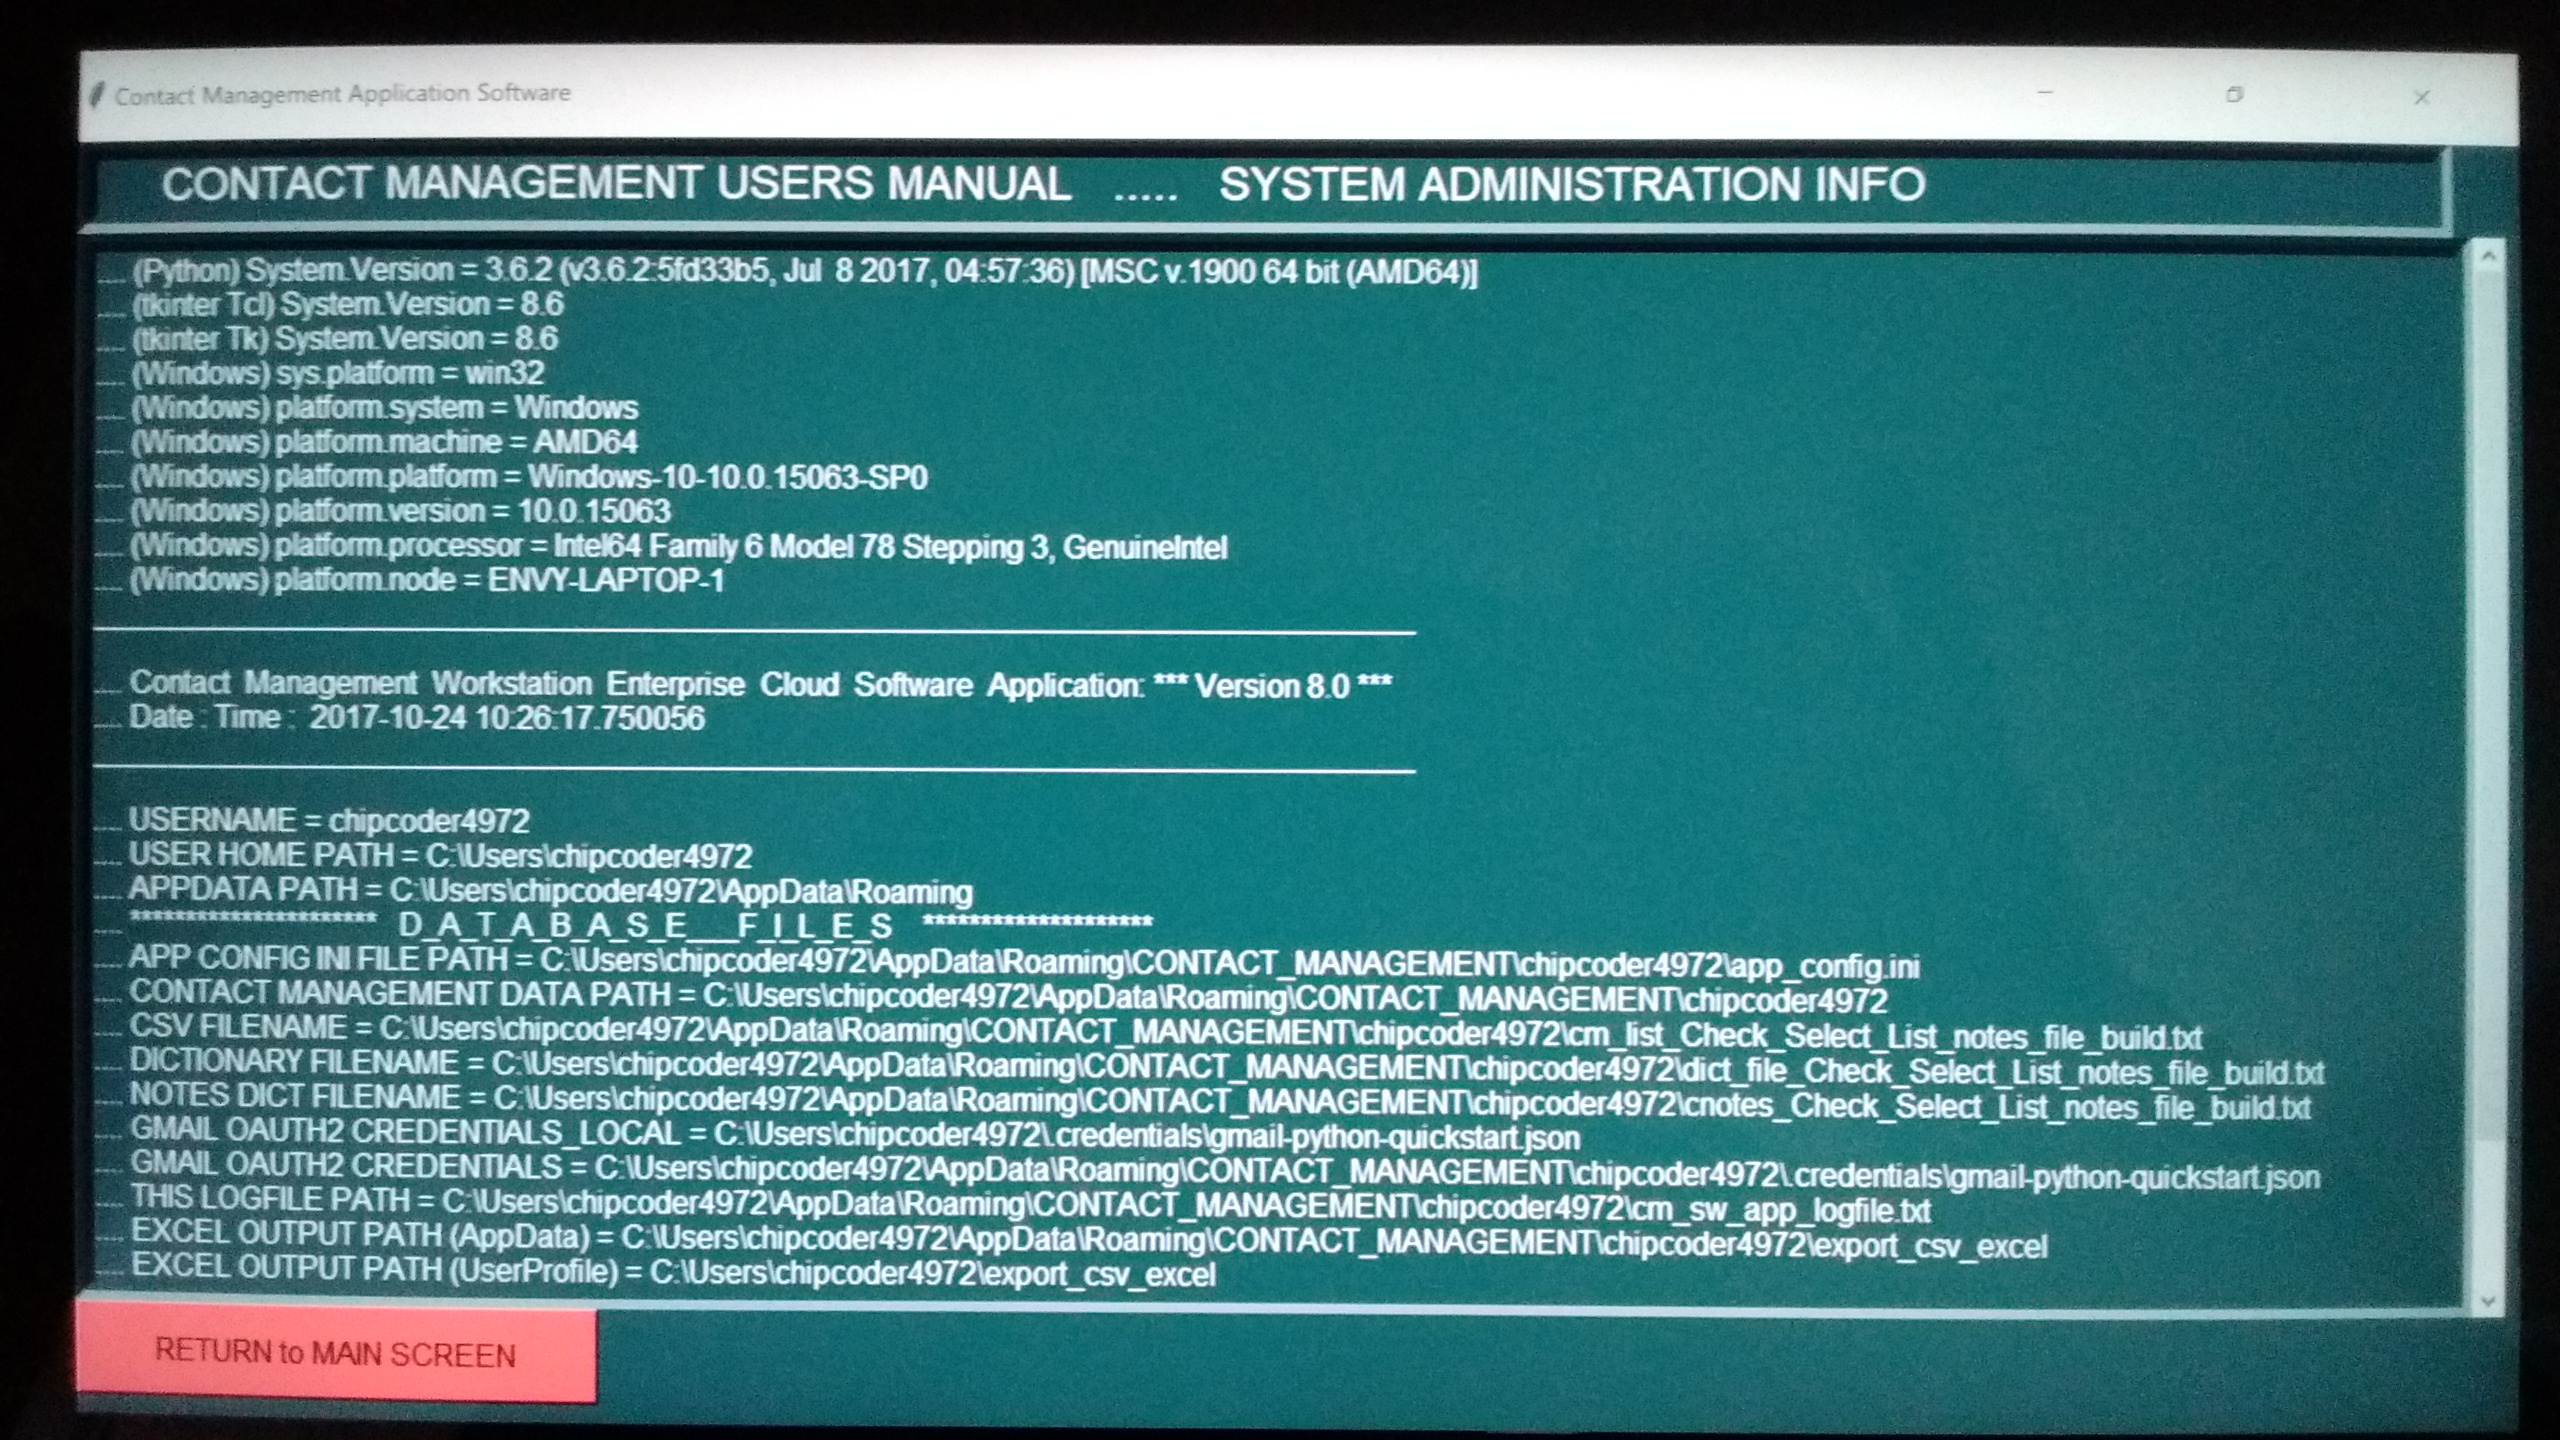 Contact Management Application Software
CONTACT MANAGEMENT USERS MANUAL ..... SYSTEM ADMINISTRATION INFO
.... (Python) System.Version = 3.6.2 (v3.6.2:5fd33b5, Jul 8 2017, 04:57:36) [MSC v.1900 64 bit (AMD64)]
.... (tkinter Tcl) System.Version = 8.6
.... (tkinter Tk) System.Version = 8.6
.... (Windows) sys.platform = win32
.... (Windows) platform.system = Windows
.... (Windows) platform.machine = AMD64
.... (Windows) platform.platform = Windows-10-10.0.15063-SP0
.... (Windows) platform.version = 10.0.15063
.... (Windows) platform.processor = Intel64 Family 6 Model 78 Stepping 3, GenuineIntel
.... (Windows) platform.node = ENVY-LAPTOP-1
.... Contact Management Workstation Enterprise Cloud Software Application: *** Version 8.0 ***
.... Date : Time : 2017-10-24 10:26:17.750056
.... USERNAME = chipcoder4972
.... USER HOME PATH = C:\Users\chipcoder4972
.... APPDATA PATH = C:\Users\chipcoder4972\AppData\Roaming
.... ********************** D_A_T_A_B_A_S_E___F_I_L_E_S **********************
.... APP CONFIG INI FILE PATH = C:\Users\chipcoder4972\AppData\Roaming\CONTACT_MANAGEMENT\chipcoder4972\app_config.ini
.... CONTACT MANAGEMENT DATA PATH = C:\Users\chipcoder4972\AppData\Roaming\CONTACT_MANAGEMENT\chipcoder4972
.... CSV FILENAME = C:\Users\chipcoder4972\AppData\Roaming\CONTACT_MANAGEMENT\chipcoder4972\cm_list_Check_Select_List_notes_file_build.txt
.... DICTIONARY FILENAME = C:\Users\chipcoder4972\AppData\Roaming\CONTACT_MANAGEMENT\chipcoder4972\dict_file_Check_Select_List_notes_file_build.txt
.... NOTES DICT FILENAME = C:\Users\chipcoder4972\AppData\Roaming\CONTACT_MANAGEMENT\chipcoder4972\cnotes_Check_Select_List_notes_file_build.txt
.... GMAIL OAUTH2 CREDENTIALS_LOCAL = C:\Users\chipcoder4972\.credentials\gmail-python-quickstart.json
.... GMAIL OAUTH2 CREDENTIALS = C:\Users\chipcoder4972\AppData\Roaming\CONTACT_MANAGEMENT\chipcoder4972\.credentials\gmail-python-quickstart.json
.... THIS LOGFILE PATH = C:\Users\chipcoder4972\AppData\Roaming\CONTACT_MANAGEMENT\chipcoder4972\cm_sw_app_logfile.txt
.... EXCEL OUTPUT PATH (AppData) = C:\Users\chipcoder4972\AppData\Roaming\CONTACT_MANAGEMENT\chipcoder4972\export_csv_excel
.... EXCEL OUTPUT PATH (UserProfile) = C:\Users\chipcoder4972\export_csv_excel
RETURN to MAIN SCREEN